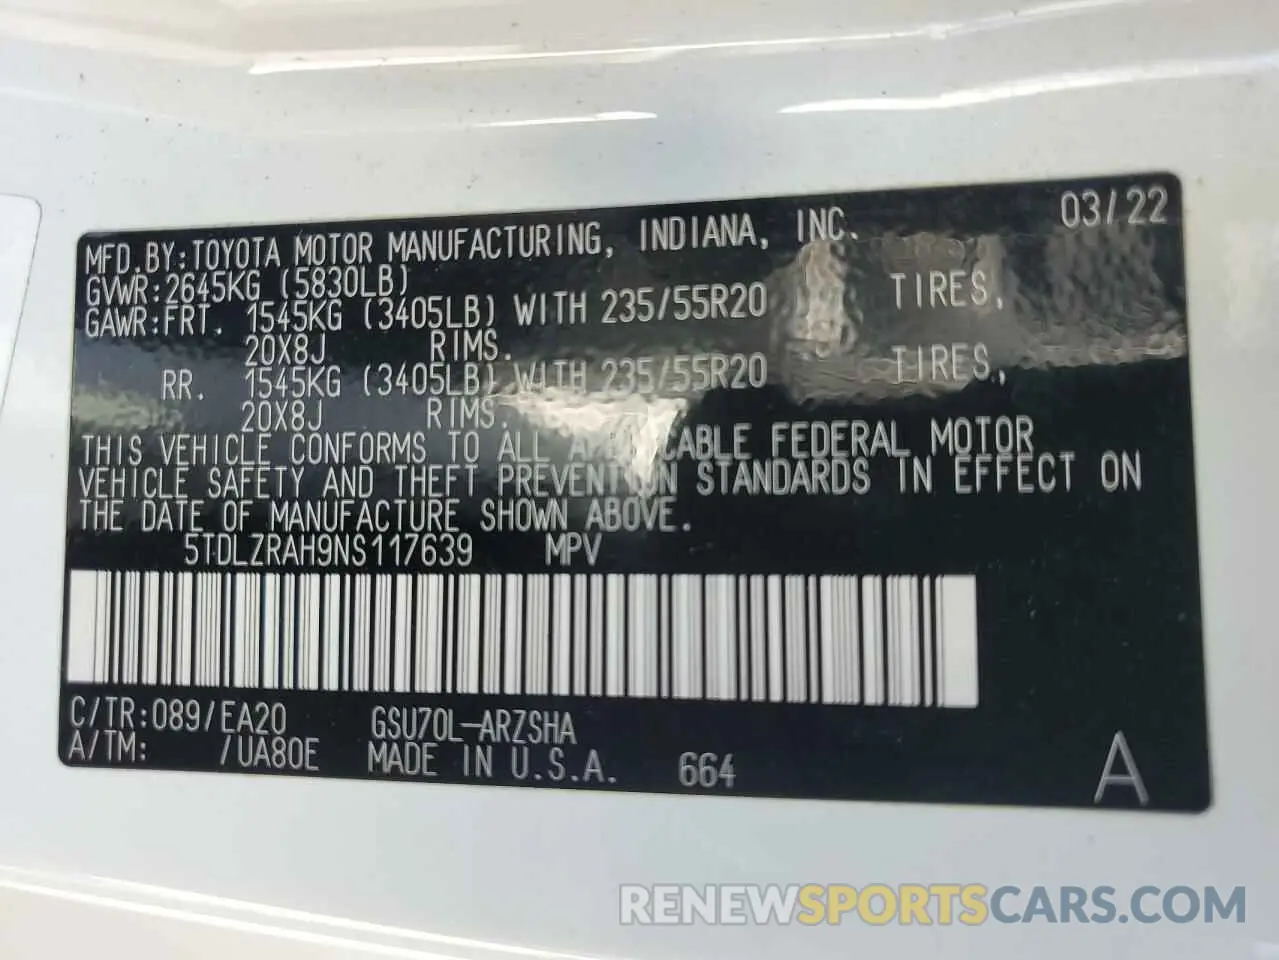 03/22
MFD.BY:TOYOTA MOTOR MANUFACTURING, INDIANA, INC.
GVWR:2645KG (5830LB)
GAWR:FRT. 1545KG (3405LB) WITH 235/55R20 TIRES,
20X8J RIMS.
RR. 1545KG (3405LB) WITH 235/55R20 TIRES,
20X8J RIMS.
THIS VEHICLE CONFORMS TO ALL APPLICABLE FEDERAL MOTOR
VEHICLE SAFETY AND THEFT PREVENTION STANDARDS IN EFFECT ON
THE DATE OF MANUFACTURE SHOWN ABOVE.
5TDLZRAH9NS117639 MPV
C/TR:089/EA20 GSU70L-ARZSHA
A/TM: /UA80E MADE IN U.S.A. 664
A
RENEWSPORTSCARS.COM